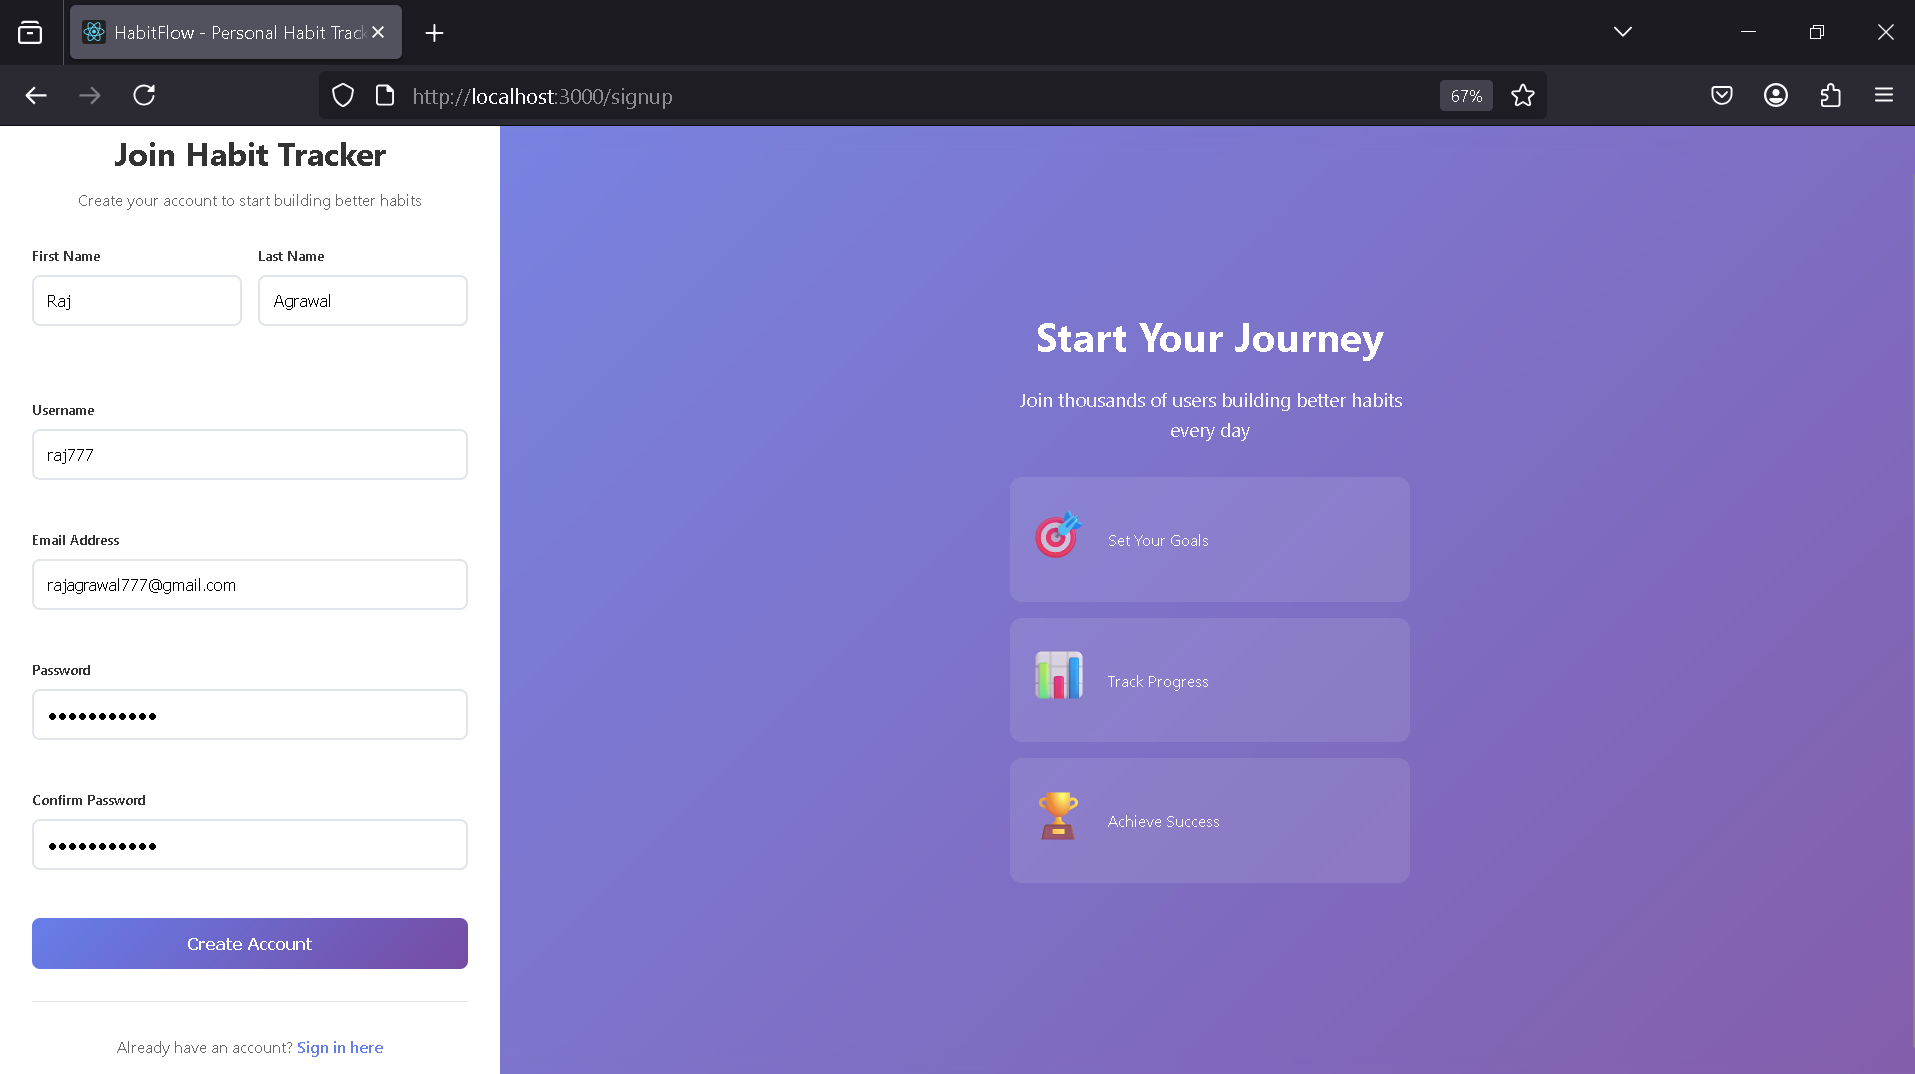 HabitFlow - Personal Habit Trac
http://localhost:3000/signup
67%
Join Habit Tracker
Create your account to start building better habits
First Name
Last Name
Raj
Agrawal
Username
raj777
Email Address
rajagrawal777@gmail.com
Password
•••••••••••
Confirm Password
•••••••••••
Create Account
Already have an account? Sign in here
Start Your Journey
Join thousands of users building better habits
every day
Set Your Goals
Track Progress
Achieve Success